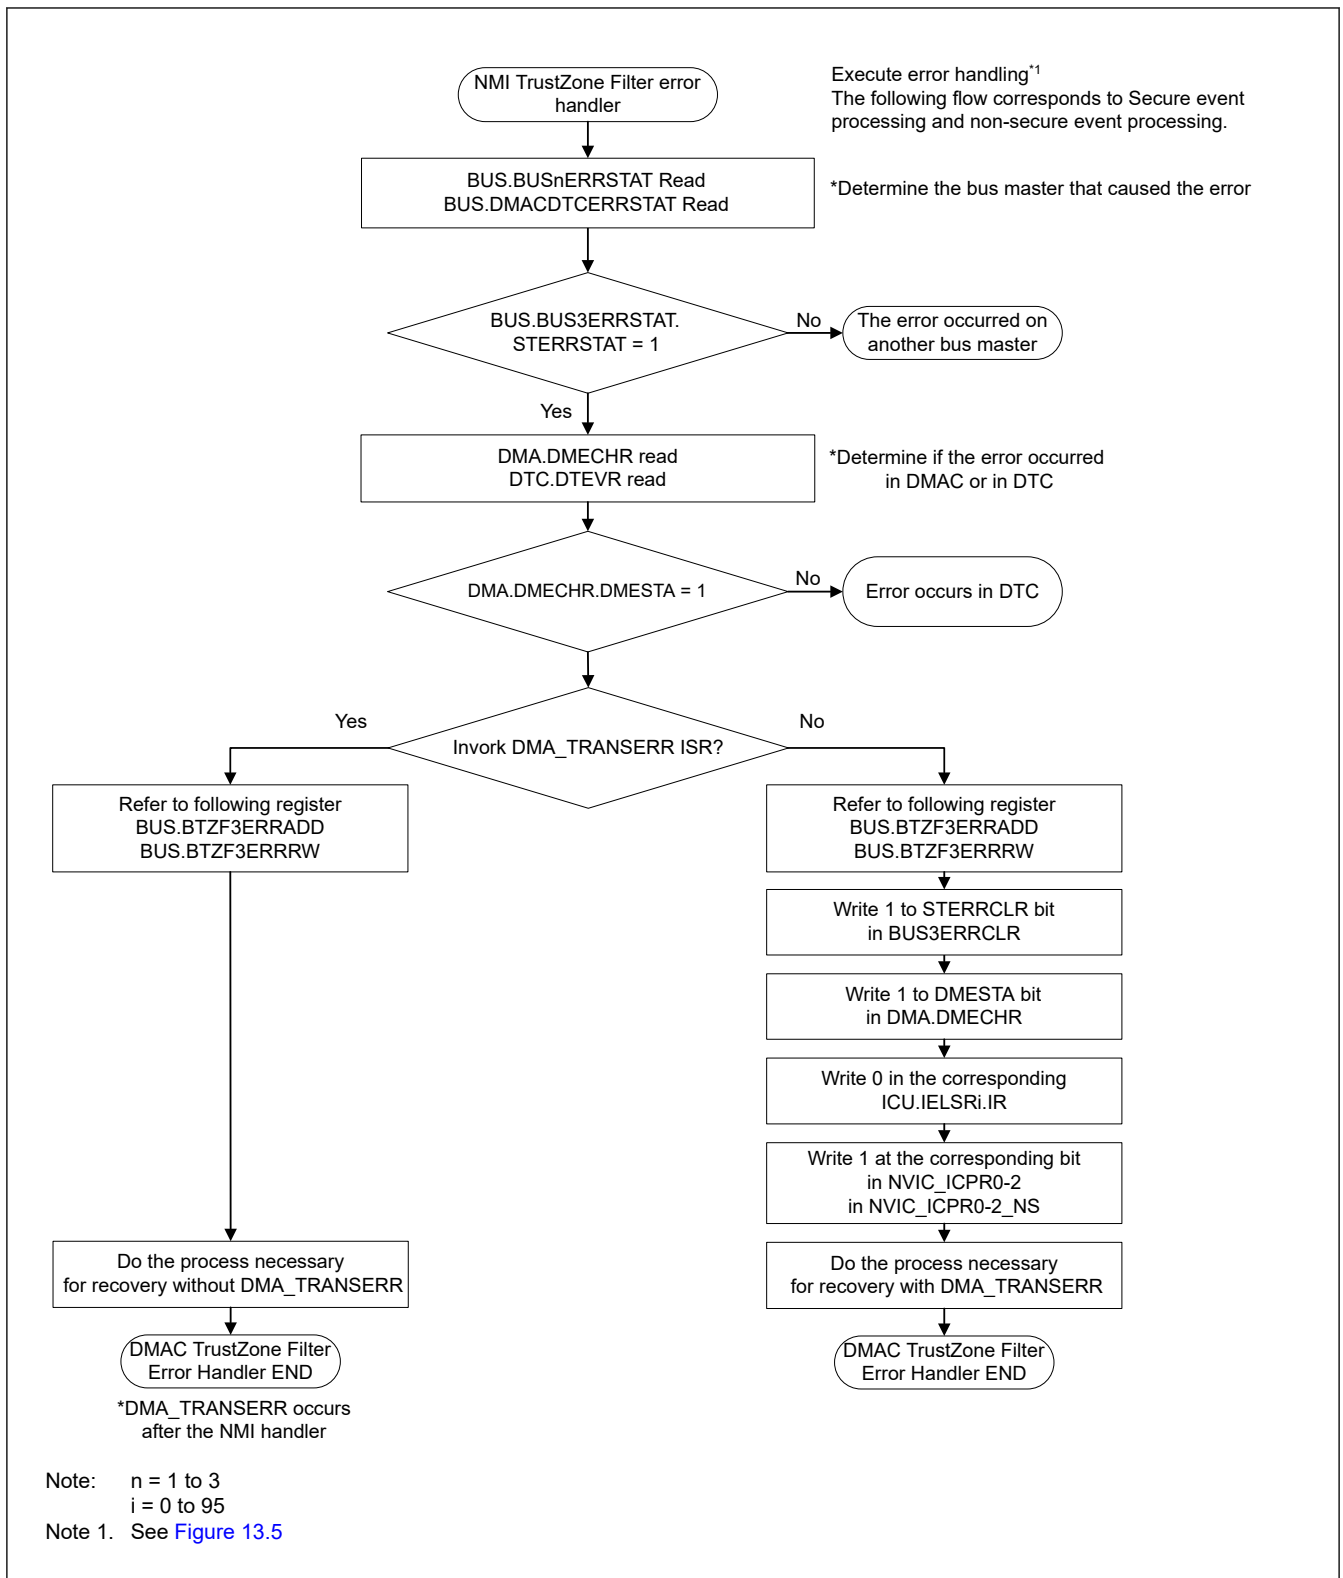 NMI TrustZone Filter error
handler
Execute error handling*1
The following flow corresponds to Secure event
processing and non-secure event processing.
BUS.BUSnERRSTAT Read
BUS.DMACDTCERRSTAT Read
*Determine the bus master that caused the error
BUS.BUS3ERRSTAT.
STERRSTAT = 1
No
The error occurred on
another bus master
Yes
DMA.DMECHR read
DTC.DTEVR read
*Determine if the error occurred
in DMAC or in DTC
DMA.DMECHR.DMESTA = 1
No
Error occurs in DTC
Invork DMA_TRANSERR ISR?
Yes
No
Refer to following register
BUS.BTZF3ERRADD
BUS.BTZF3ERRRW
Refer to following register
BUS.BTZF3ERRADD
BUS.BTZF3ERRRW
Write 1 to STERRCLR bit
in BUS3ERRCLR
Write 1 to DMESTA bit
in DMA.DMECHR
Write 0 in the corresponding
ICU.IELSRi.IR
Write 1 at the corresponding bit
in NVIC_ICPR0-2
in NVIC_ICPR0-2_NS
Do the process necessary
for recovery without DMA_TRANSERR
Do the process necessary
for recovery with DMA_TRANSERR
DMAC TrustZone Filter
Error Handler END
DMAC TrustZone Filter
Error Handler END
*DMA_TRANSERR occurs
after the NMI handler
Note: n = 1 to 3
i = 0 to 95
Note 1. See Figure 13.5